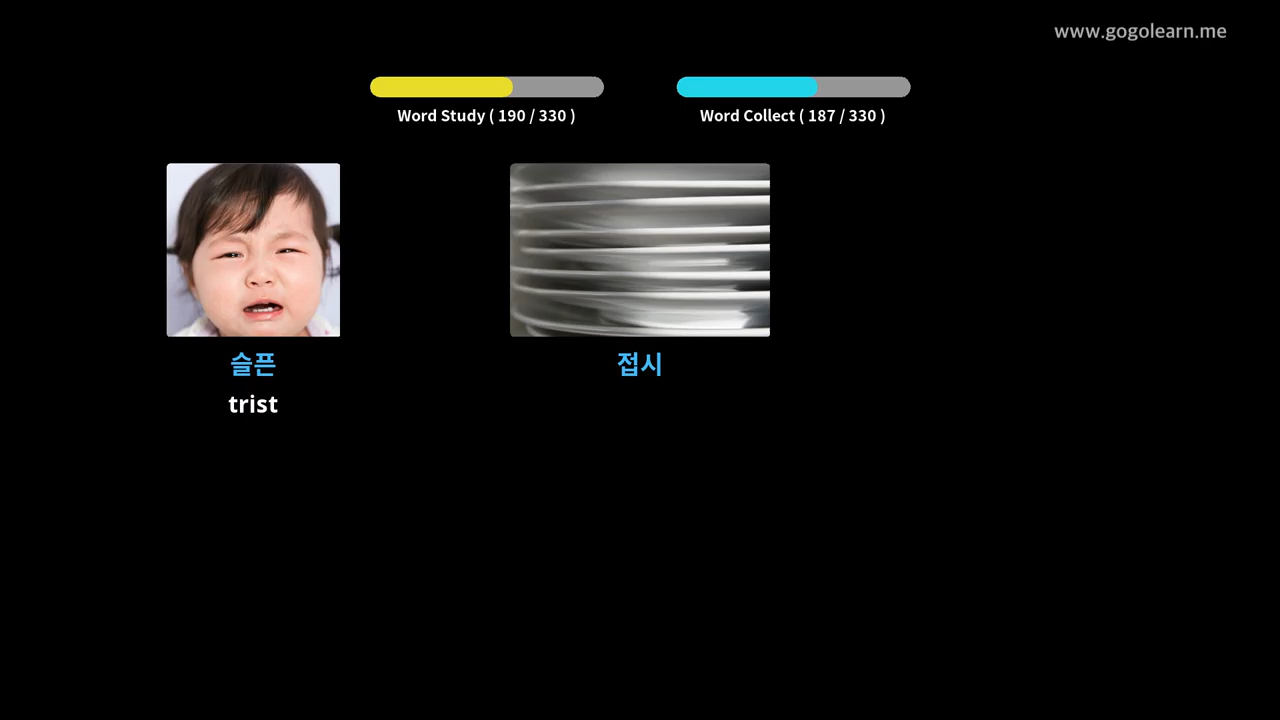 www.gogolearn.me
Word Study ( 190 / 330 )
Word Collect ( 187 / 330 )
슬픈
trist
접시